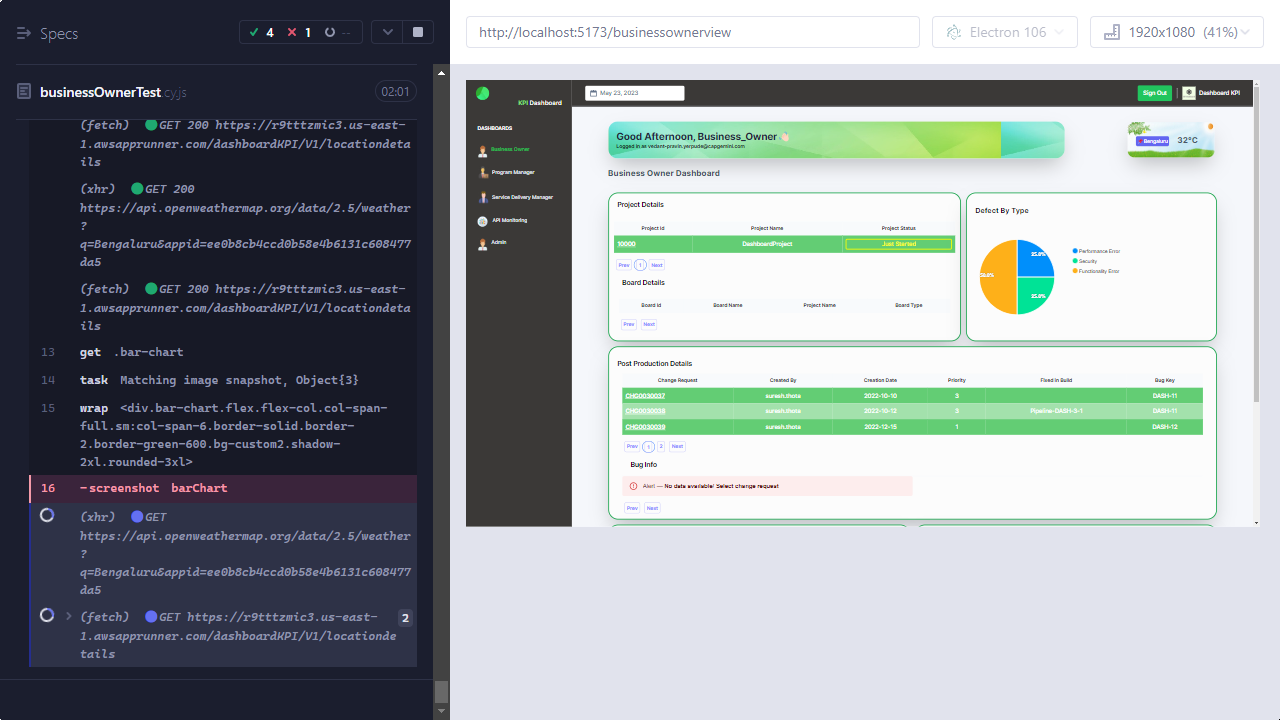 Specs
4
1
--
businessOwnerTest.cy.js
02:01
(fetch) GET 200 https://r9tttzmic3.us-east-
1.awsapprunner.com/dashboardKPI/V1/locationdeta
ils
(xhr) GET 200
https://api.openweathermap.org/data/2.5/weather
?
q=Bengaluru&appid=ee0b8cb4ccd0b58e4b6131c608477
da5
(fetch) GET 200 https://r9tttzmic3.us-east-
1.awsapprunner.com/dashboardKPI/V1/locationdeta
ils
13 get .bar-chart
14 task Matching image snapshot, Object{3}
15 wrap <div.bar-chart.flex.flex-col.col-span-
full.sm:col-span-6.border-solid.border-
2.border-green-600.bg-custom2.shadow-
2xl.rounded-3xl>
16 -screenshot barChart
(xhr) GET
https://api.openweathermap.org/data/2.5/weather
?
q=Bengaluru&appid=ee0b8cb4ccd0b58e4b6131c608477
da5
(fetch) GET https://r9tttzmic3.us-east-
1.awsapprunner.com/dashboardKPI/V1/locationde
tails
2
http://localhost:5173/businessownerview
Electron 106
1920x1080 (41%)
KPI Dashboard
May 23, 2023
Sign Out
Dashboard KPI
DASHBOARDS
Business Owner
Program Manager
Service Delivery Manager
API Monitoring
Admin
Good Afternoon, Business_Owner
Logged in as vedant-pravin.yerpude@capgemini.com
Bengaluru
32°C
Business Owner Dashboard
Project Details
Project Id Project Name Project Status
10000 DashboardProject Just Started
Prev 1 Next
Board Details
Board Id Board Name Project Name Board Type
Prev Next
Defect By Type
25.0%
50.0%
25.0%
Performance Error
Security
Functionality Error
Post Production Details
Change Request Created By Creation Date Priority Fixed in Build Bug Key
CHG0030037 suresh.thota 2022-10-10 3 DASH-11
CHG0030038 suresh.thota 2022-10-12 3 Pipeline-DASH-S-1 DASH-11
CHG0030039 suresh.thota 2022-12-15 1 DASH-12
Prev 1 2 Next
Bug Info
Alert — No data available! Select change request
Prev Next